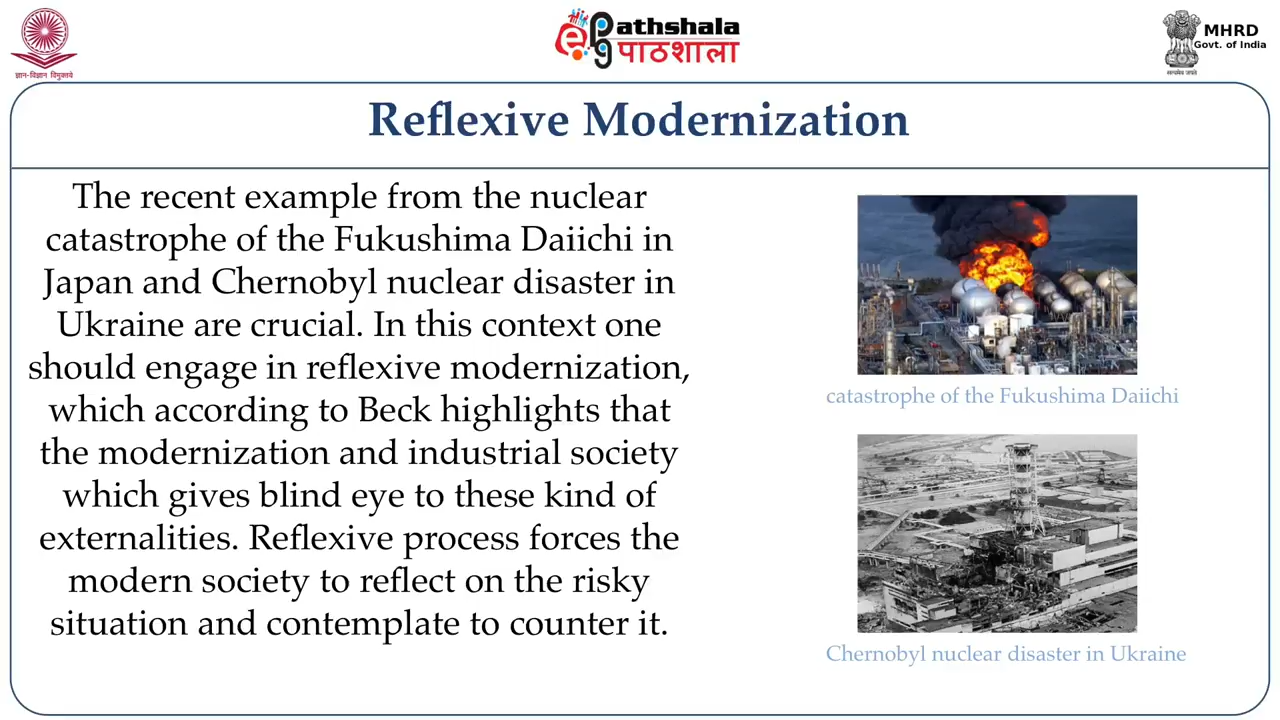 ज्ञान-विज्ञान विमुक्तये
ePathshala
पाठशाला
सत्यमेव जयते
MHRD
Govt. of India
Reflexive Modernization
The recent example from the nuclear
catastrophe of the Fukushima Daiichi in
Japan and Chernobyl nuclear disaster in
Ukraine are crucial. In this context one
should engage in reflexive modernization,
which according to Beck highlights that
the modernization and industrial society
which gives blind eye to these kind of
externalities. Reflexive process forces the
modern society to reflect on the risky
situation and contemplate to counter it.
catastrophe of the Fukushima Daiichi
Chernobyl nuclear disaster in Ukraine